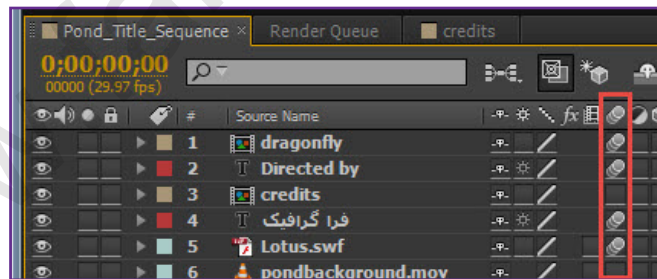 Pond_Title_Sequence × Render Queue credits
0;00;00;00
00000 (29.97 fps)
# Source Name fx
1 dragonfly
2 T Directed by
3 credits
4 T فرا گرافیک
5 Lotus.swf
6 pondbackground.mov